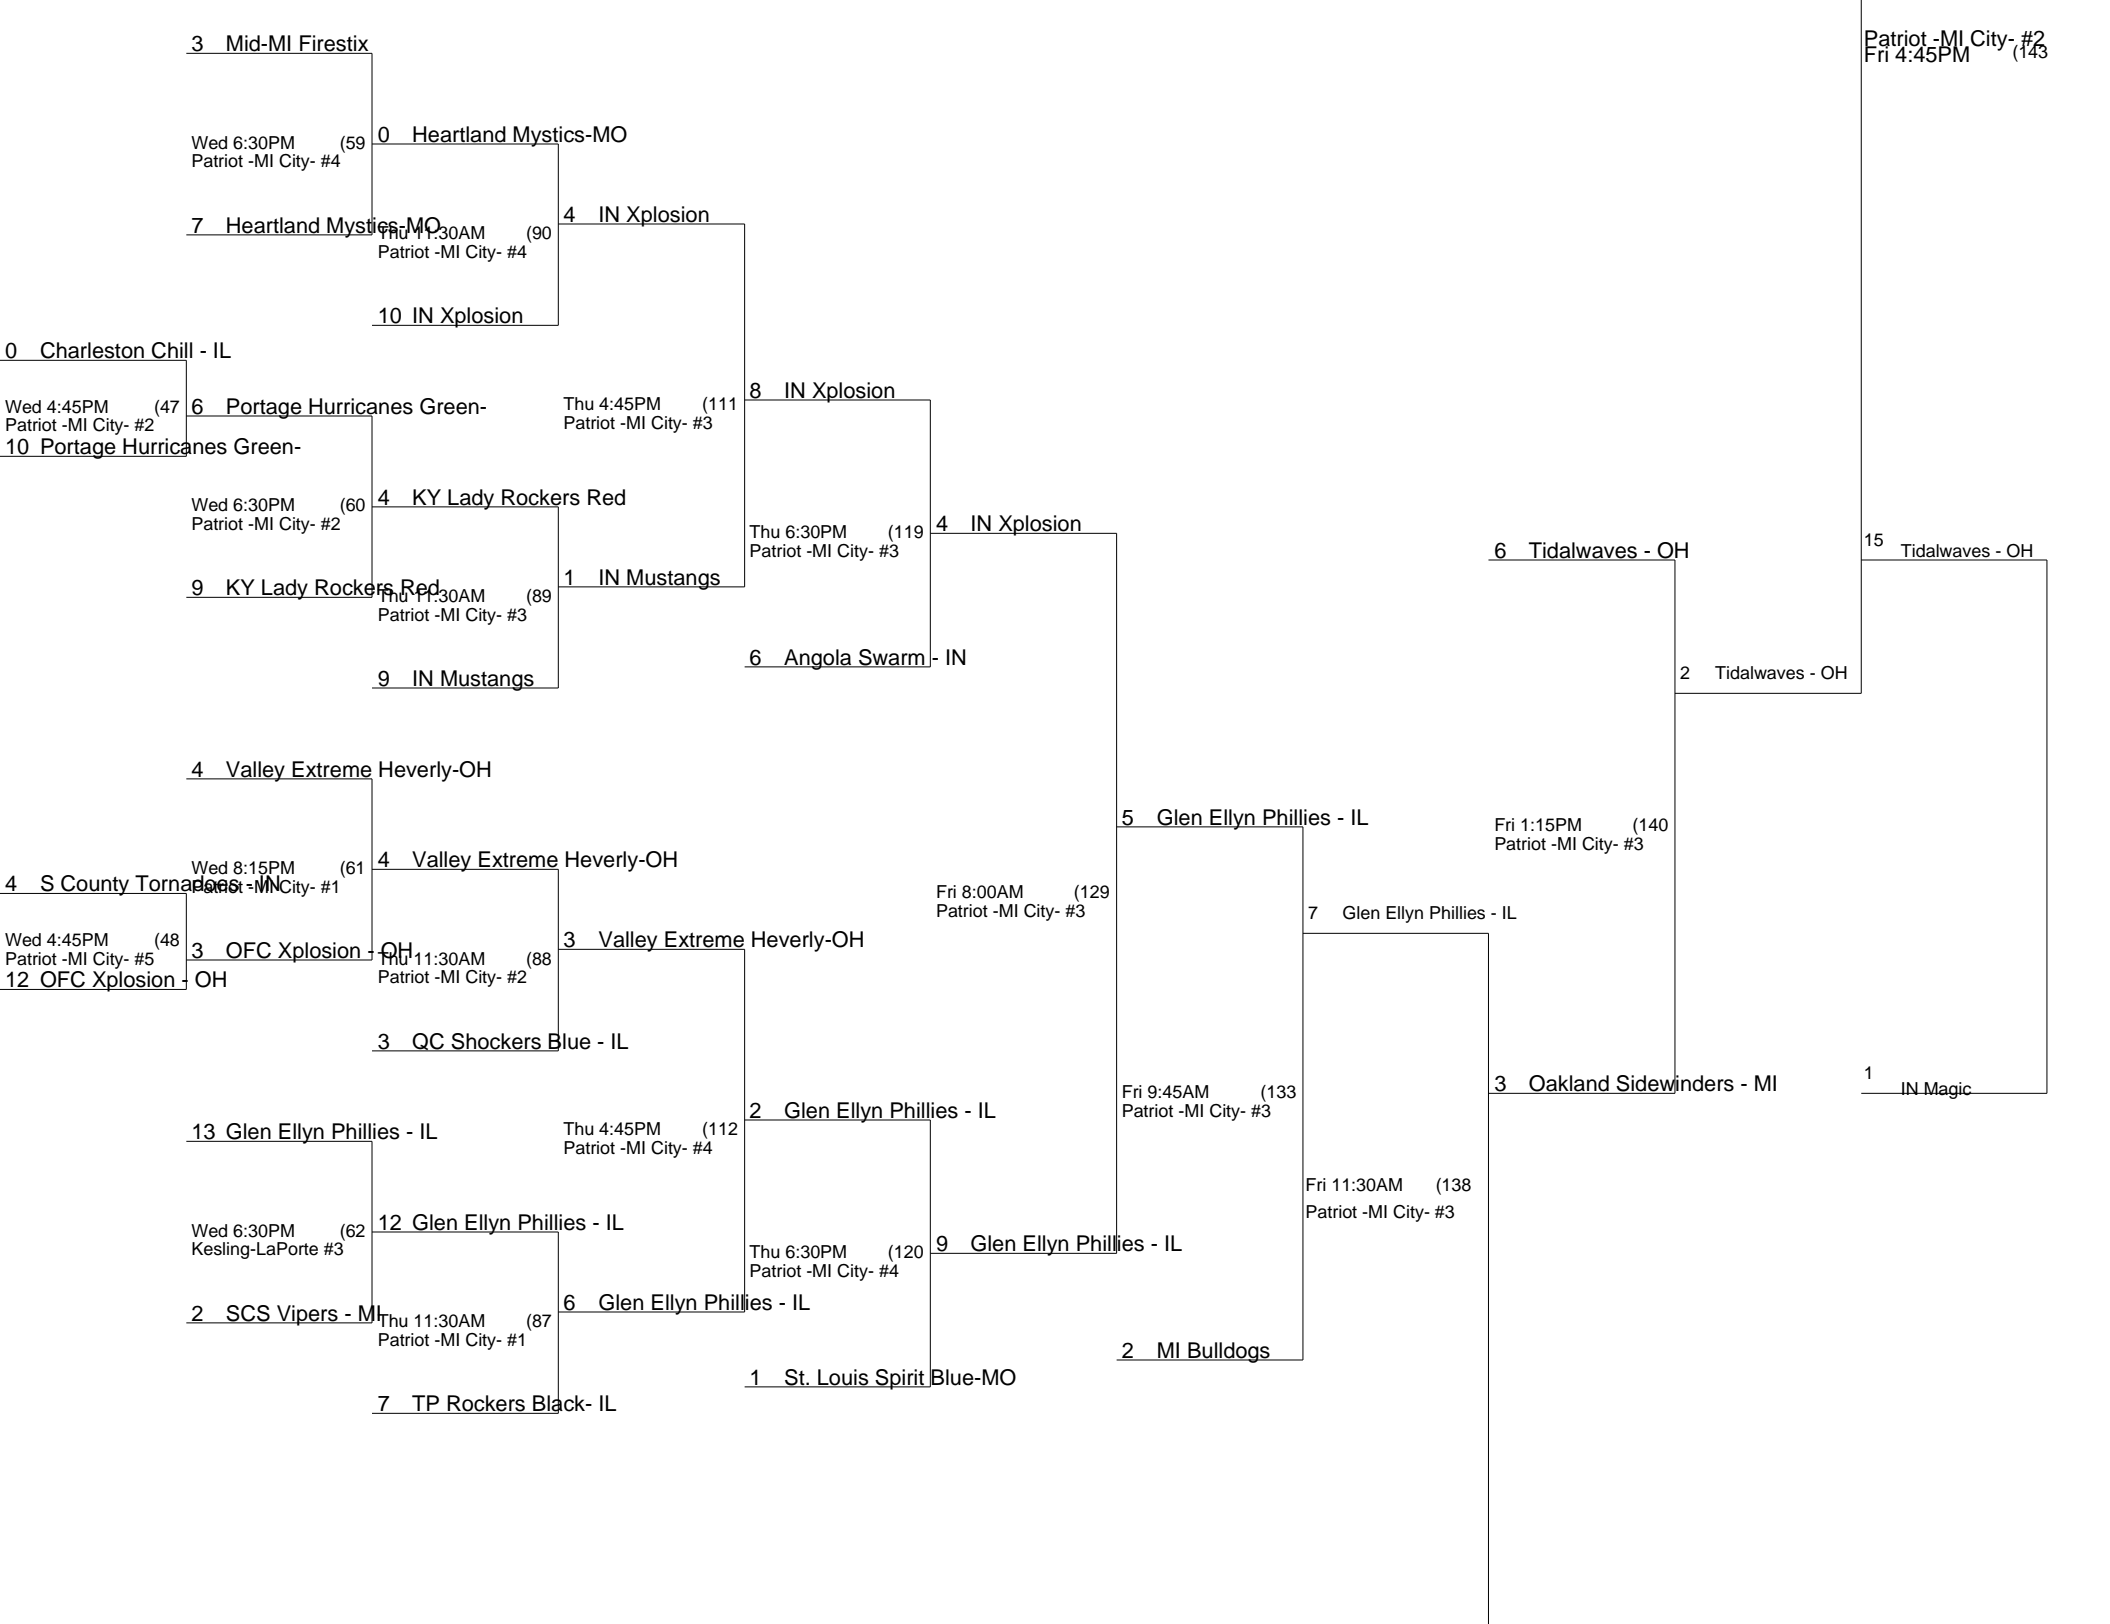 Patriot -MI City- #2
Fri 4:45PM (143
3 Mid-MI Firestix
Wed 6:30PM (59
Patriot -MI City- #4
0 Heartland Mystics-MO
7 Heartland Mystics-MO
Thu 11:30AM (90
Patriot -MI City- #4
4 IN Xplosion
10 IN Xplosion
0 Charleston Chill - IL
Wed 4:45PM (47
Patriot -MI City- #2
10 Portage Hurricanes Green-
6 Portage Hurricanes Green-
Thu 4:45PM (111
Patriot -MI City- #3
8 IN Xplosion
Wed 6:30PM (60
Patriot -MI City- #2
4 KY Lady Rockers Red
9 KY Lady Rockers Red
Thu 11:30AM (89
Patriot -MI City- #3
1 IN Mustangs
9 IN Mustangs
Thu 6:30PM (119
Patriot -MI City- #3
4 IN Xplosion
6 Angola Swarm - IN
6 Tidalwaves - OH
15 Tidalwaves - OH
2 Tidalwaves - OH
4 Valley Extreme Heverly-OH
Wed 8:15PM (61
Patriot -MI City- #1
4 Valley Extreme Heverly-OH
4 S County Tornadoes - IN
Wed 4:45PM (48
Patriot -MI City- #5
12 OFC Xplosion - OH
3 OFC Xplosion - OH
Thu 11:30AM (88
Patriot -MI City- #2
3 Valley Extreme Heverly-OH
3 QC Shockers Blue - IL
5 Glen Ellyn Phillies - IL
Fri 8:00AM (129
Patriot -MI City- #3
7 Glen Ellyn Phillies - IL
Fri 1:15PM (140
Patriot -MI City- #3
3 Oakland Sidewinders - MI
1 IN Magic
13 Glen Ellyn Phillies - IL
Thu 4:45PM (112
Patriot -MI City- #4
2 Glen Ellyn Phillies - IL
Fri 9:45AM (133
Patriot -MI City- #3
Wed 6:30PM (62
Kesling-LaPorte #3
12 Glen Ellyn Phillies - IL
2 SCS Vipers - MI
Thu 11:30AM (87
Patriot -MI City- #1
6 Glen Ellyn Phillies - IL
Thu 6:30PM (120
Patriot -MI City- #4
9 Glen Ellyn Phillies - IL
Fri 11:30AM (138
Patriot -MI City- #3
2 MI Bulldogs
1 St. Louis Spirit Blue-MO
7 TP Rockers Black- IL